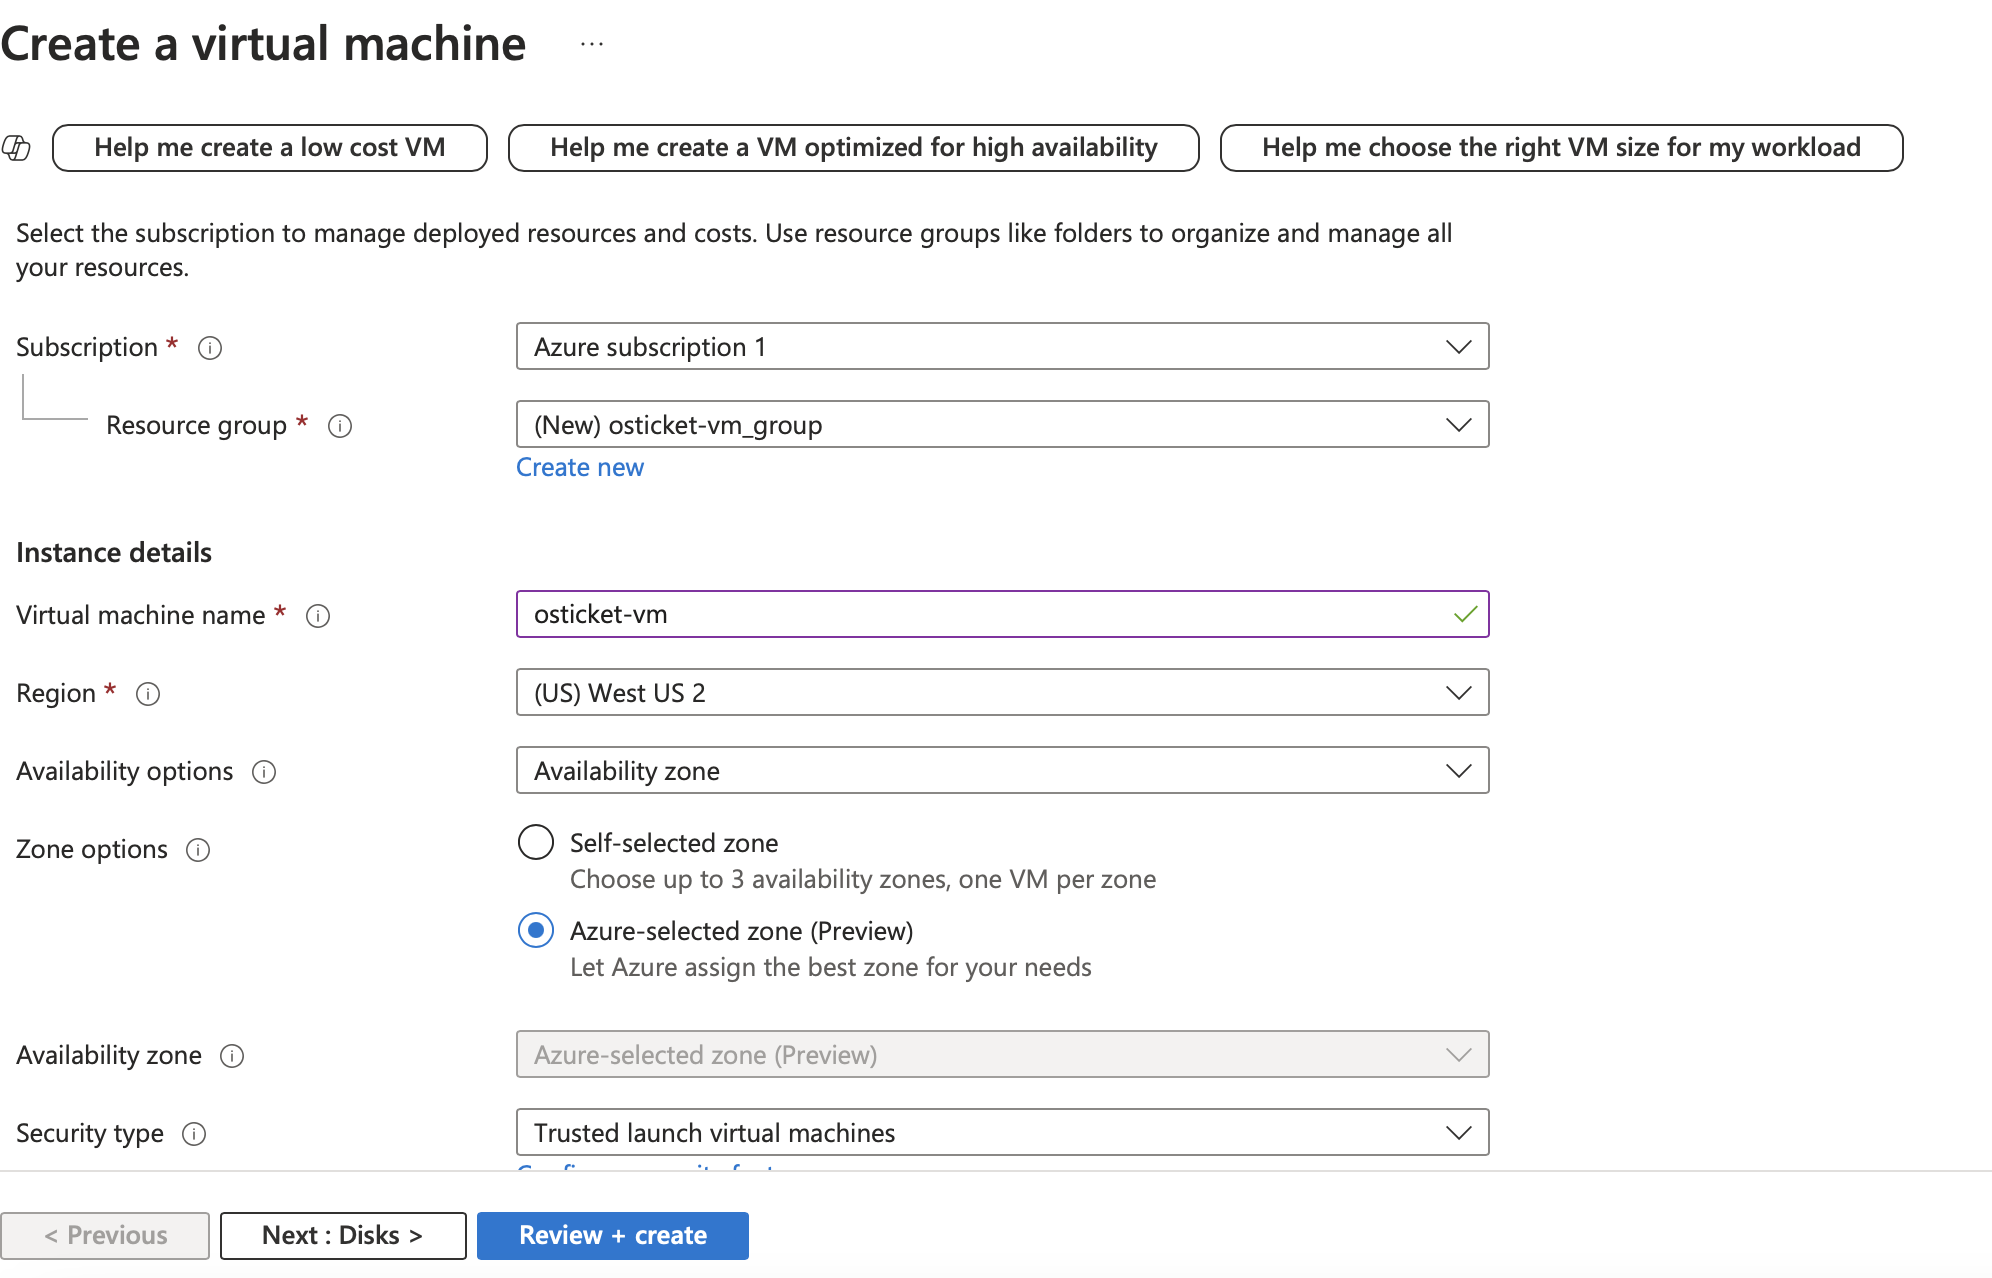 Create a virtual machine ...
Help me create a low cost VM
Help me create a VM optimized for high availability
Help me choose the right VM size for my workload
Select the subscription to manage deployed resources and costs. Use resource groups like folders to organize and manage all
your resources.
Subscription *
Azure subscription 1
Resource group *
(New) osticket-vm_group
Create new
Instance details
Virtual machine name *
osticket-vm
Region *
(US) West US 2
Availability options
Availability zone
Zone options
Self-selected zone
Choose up to 3 availability zones, one VM per zone
Azure-selected zone (Preview)
Let Azure assign the best zone for your needs
Availability zone
Azure-selected zone (Preview)
Security type
Trusted launch virtual machines
< Previous
Next : Disks >
Review + create